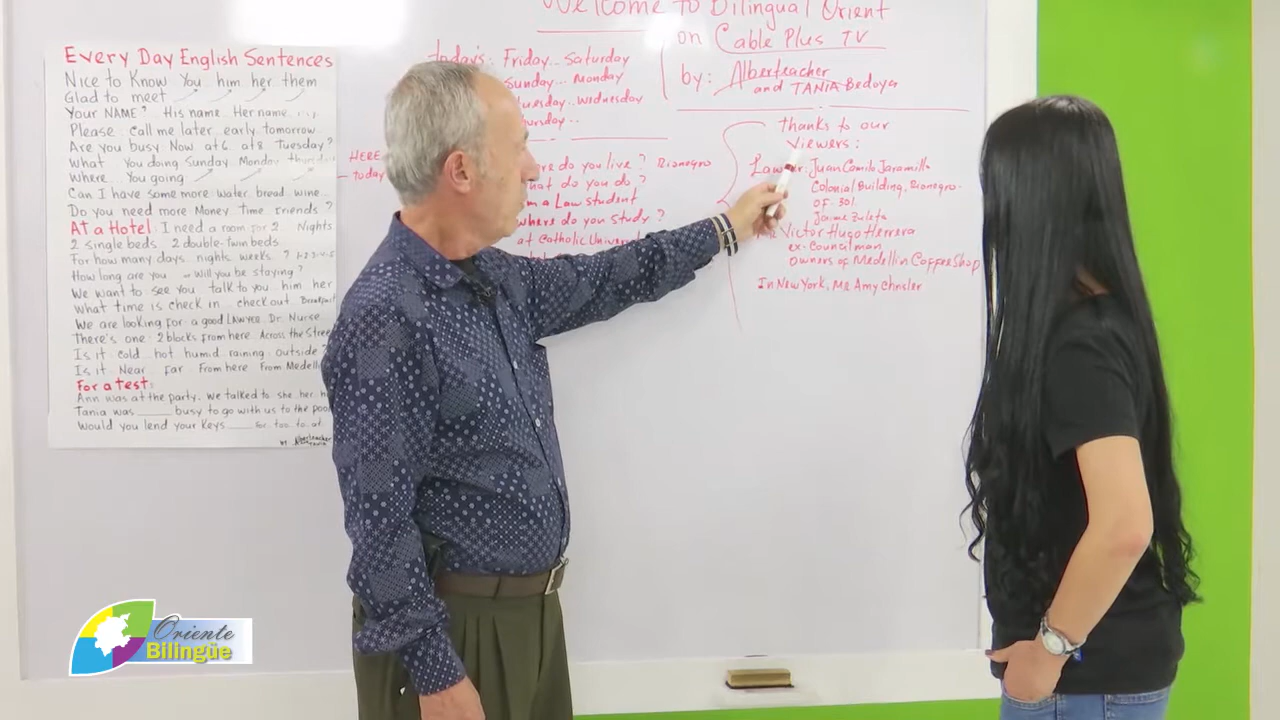 Every Day English Sentences
Nice to Know You him her them
Glad to meet
Your NAME? His name Her name
Please Call me later early tomorrow
Are you busy Now at 6 at 8 Tuesday?
What You doing Sunday Monday
Where You going
Can I have some more water bread wine
Do you need more Money Time Friends?
AT a Hotel: I need a room for 2 Nights
2 Single beds 2 double-twin beds
For how many days nights weeks?
How long are you Will you be staying?
We want to see you talk to you him her
What time is check in check out Breakfast
We are looking for a good LAWYER Dr. Nurse
There's one 2 blocks from here Across the Stree
Is it cold hot humid raining outside?
Is it Near far From here From Medelli
For a test:
Ann was at the party we talked to she her h
Tania was ____ busy to go with us to the pool
Would you lend your keys ____ for to at
by
HERE
today
today's: Friday... Saturday
Sunday... Monday
Tuesday.. Wednesday
hursday..
ere do you live? Rionegro
hat do you do?
m a Law student
where do you study?
at Catholic Univers
Welcome to Bilingual Orient
on Cable Plus TV
by: Alberteacher
and TANIA Bedoya
Thanks to our
Viewers:
Lawyer: Juan Camilo Jaramillo
Colonial Building, Rionegro.
OF. 301
Jaime Zuleta
Victor Hugo Herrera
ex-Councilman
Owners of Medellin Coffee Shop
In New York, Ms Amy Chrisler
Oriente
Bilingüe